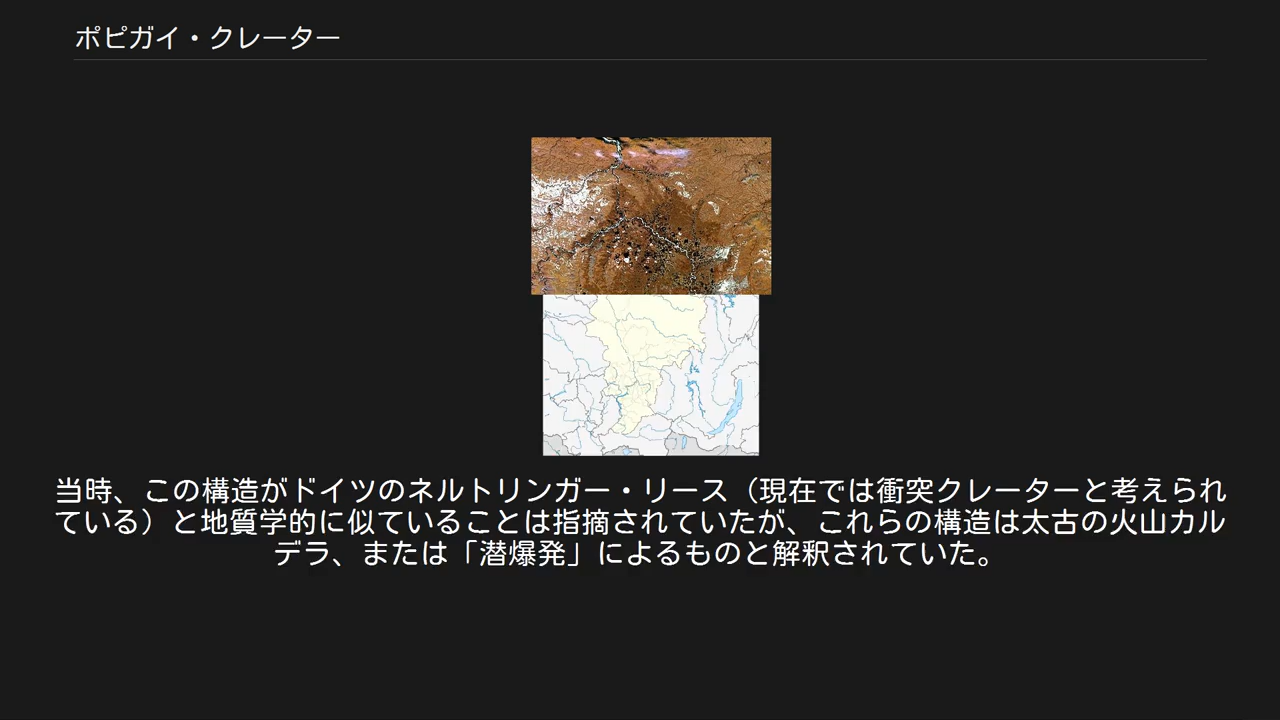 ポピガイ・クレーター
当時、この構造がドイツのネルトリンガー・リース（現在では衝突クレーターと考えられ
ている）と地質学的に似ていることは指摘されていたが、これらの構造は太古の火山カル
デラ、または「潜爆発」によるものと解釈されていた。